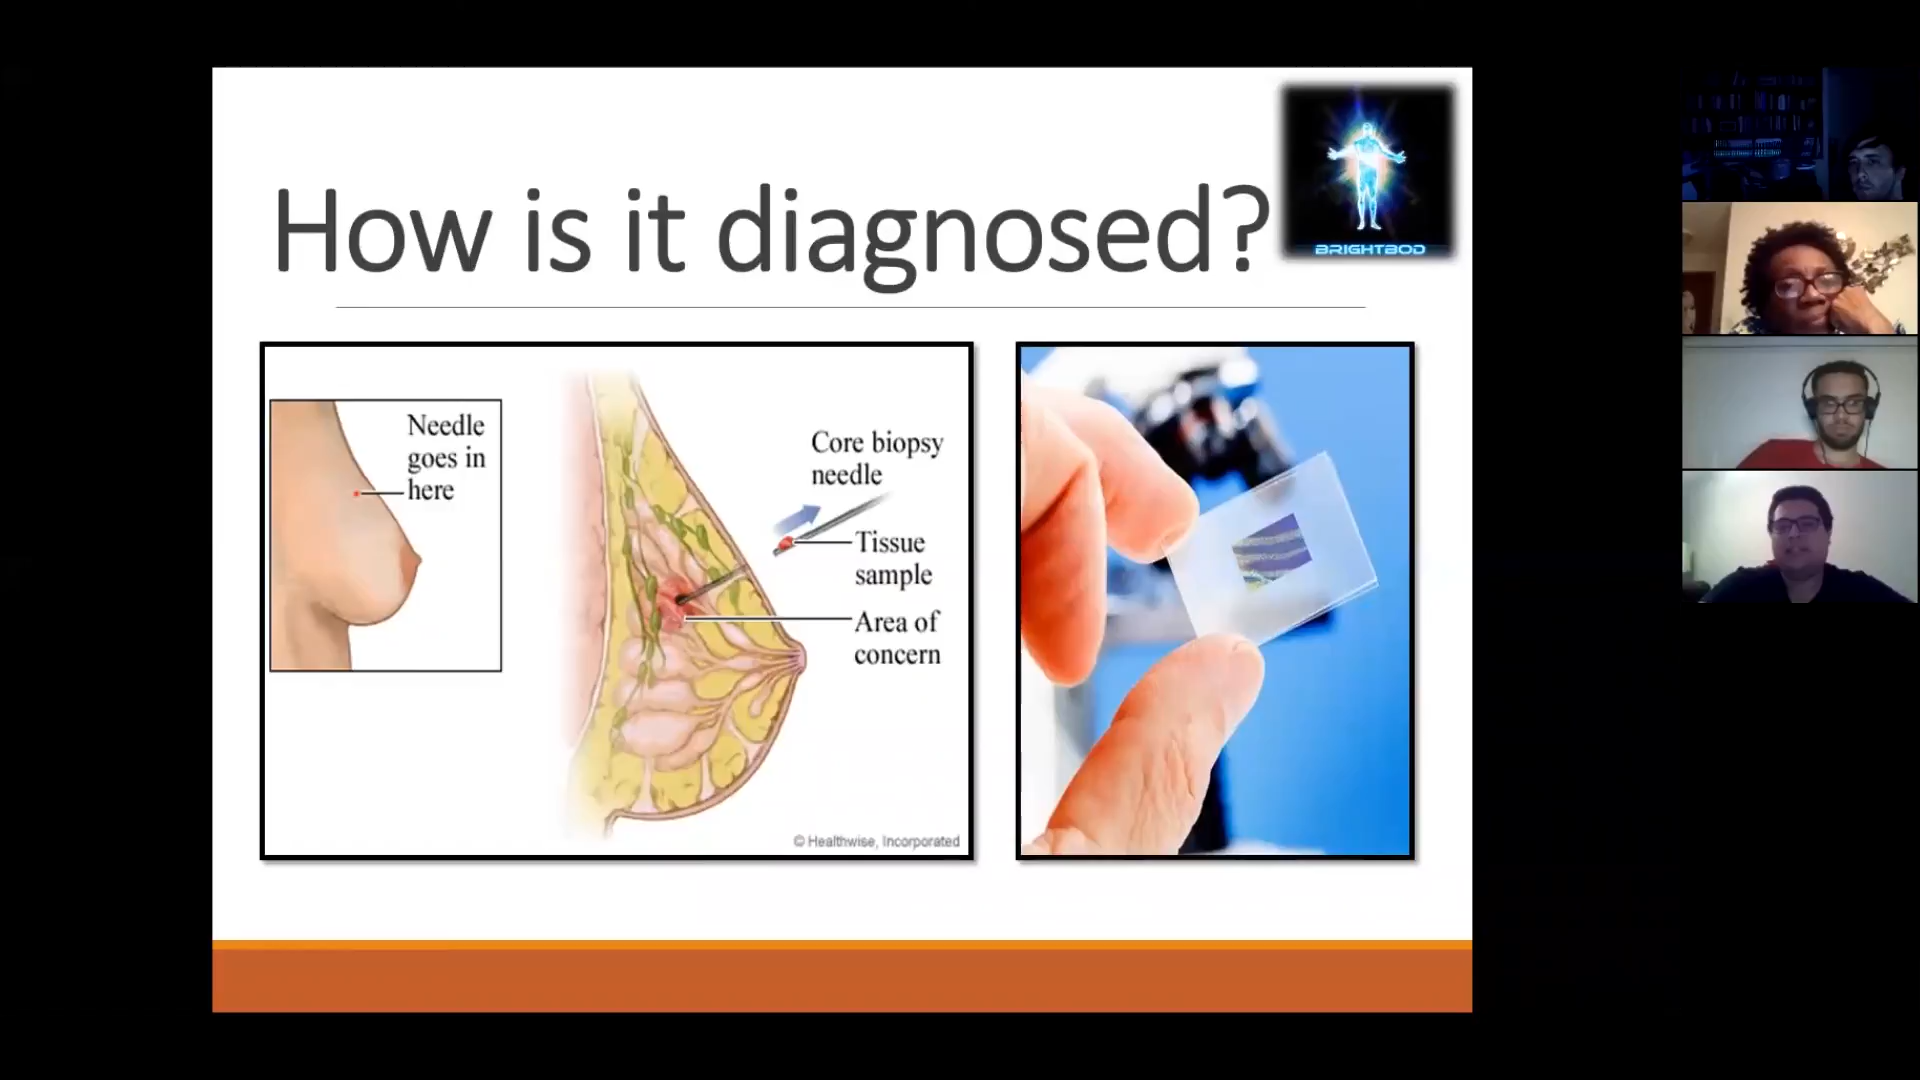 How is it diagnosed?
BRIGHTBOD
Needle
goes in
here
Core biopsy
needle
Tissue
sample
Area of
concern
© Healthwise, Incorporated